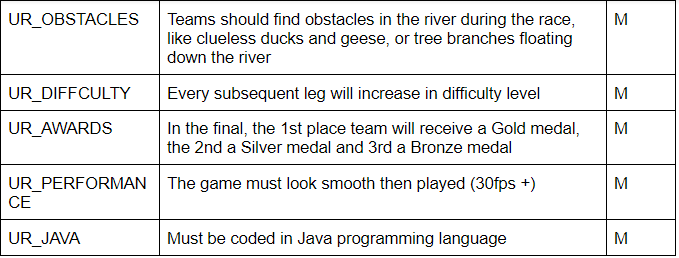 UR_OBSTACLES Teams should find obstacles in the river during the race, M
like clueless ducks and geese, or tree branches floating
down the river
UR_DIFFCULTY Every subsequent leg will increase in difficulty level M
UR_AWARDS In the final, the 1st place team will receive a Gold medal, M
the 2nd a Silver medal and 3rd a Bronze medal
UR_PERFORMAN The game must look smooth then played (30fps +) M
CE
UR_JAVA Must be coded in Java programming language M